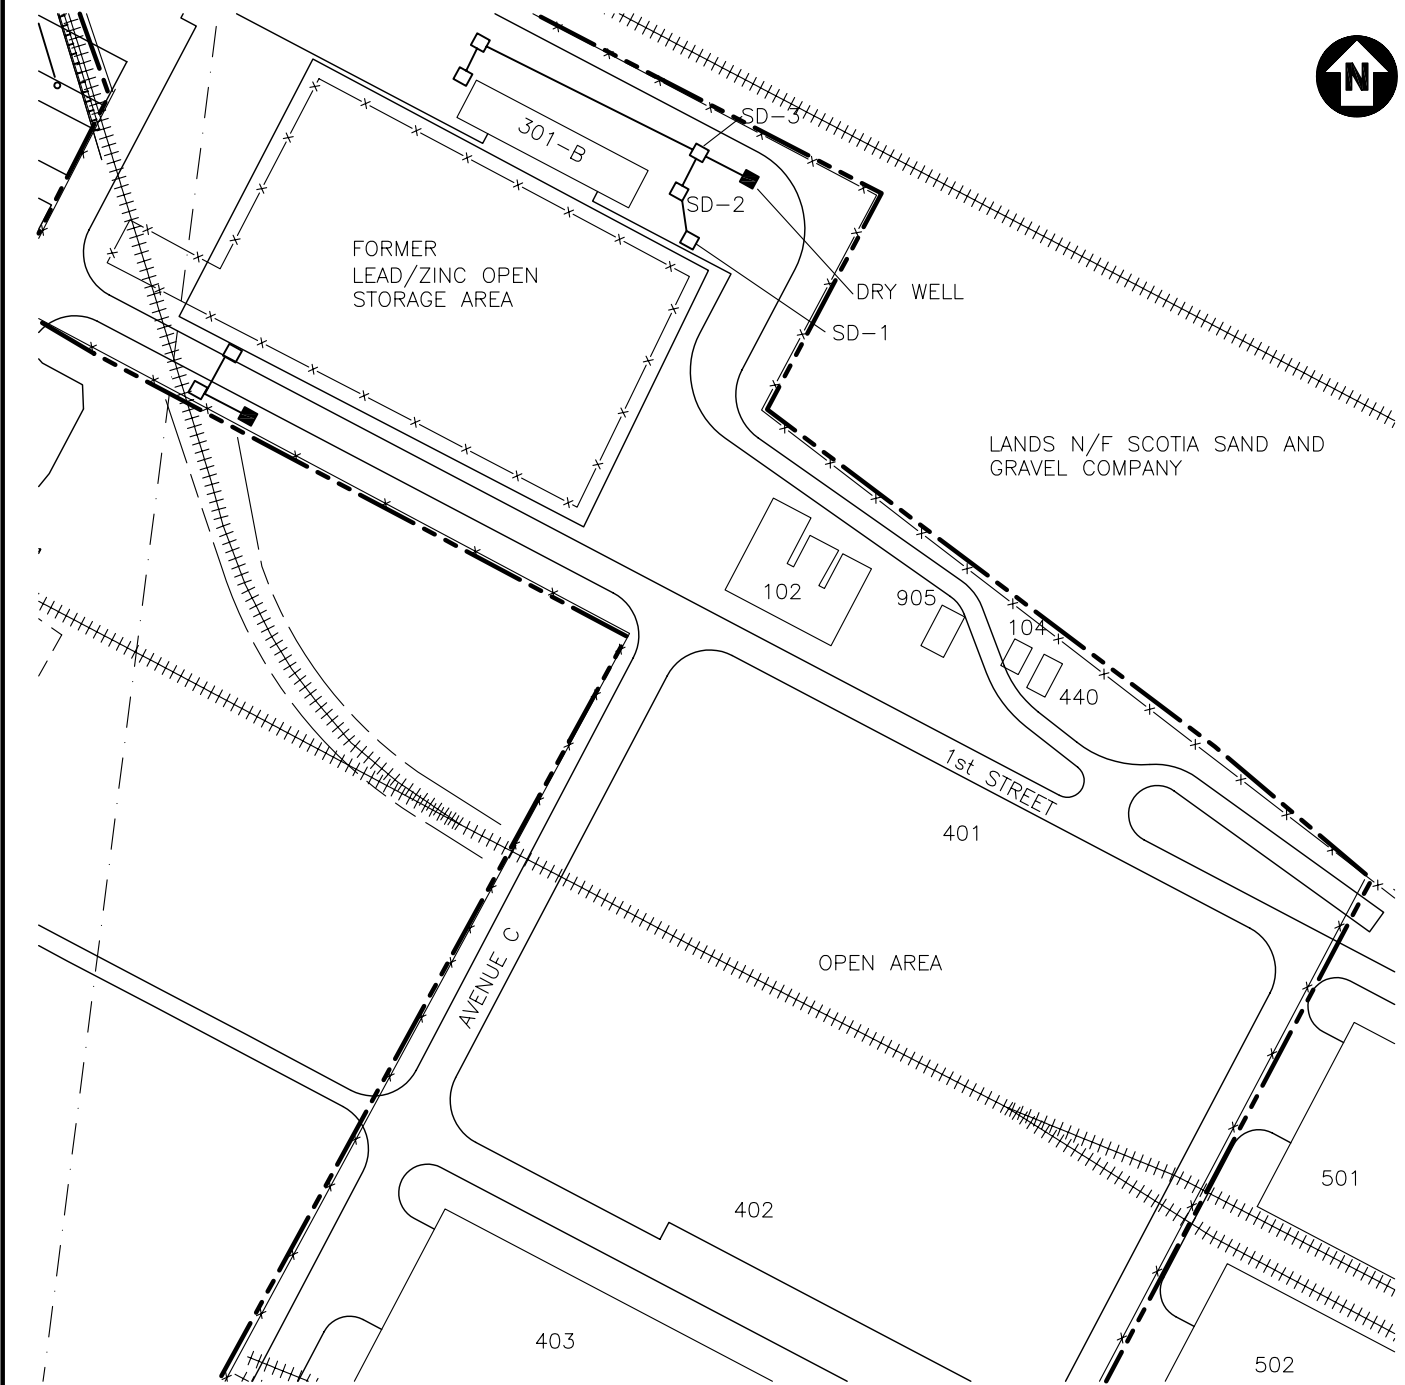 N
SD-3
301-B
SD-2
FORMER
LEAD/ZINC OPEN
STORAGE AREA
DRY WELL
SD-1
LANDS N/F SCOTIA SAND AND
GRAVEL COMPANY
102
905
104
440
1st STREET
401
OPEN AREA
AVENUE C
501
402
403
502